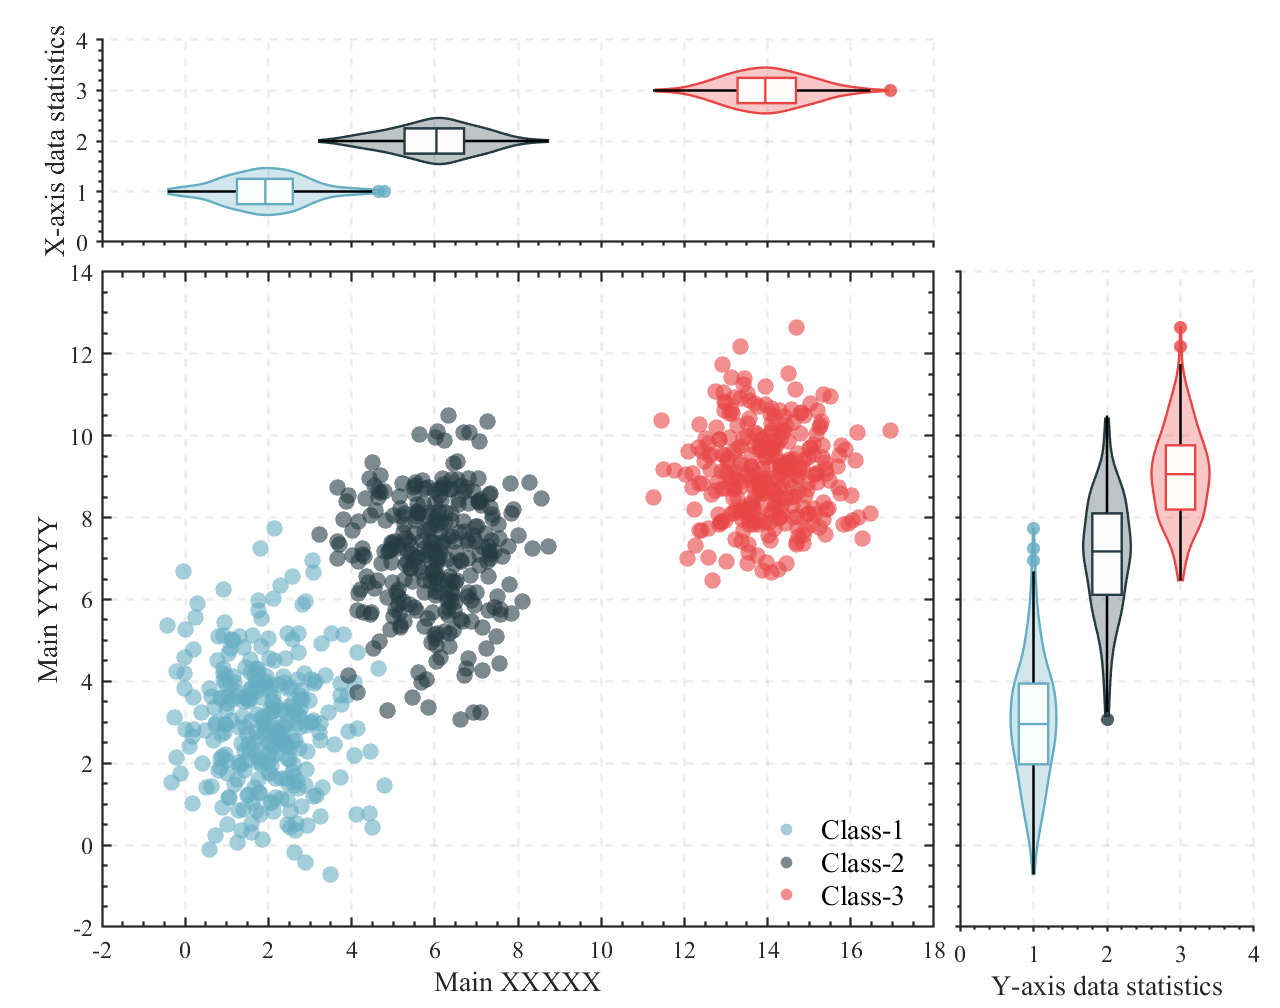 X-axis data statistics
4
3
2
1
0
14
12
10
8
6
4
2
0
-2
Main YYYYY
Class-1
Class-2
Class-3
-2 0 2 4 6 8 10 12 14 16 18
Main XXXXX
0 1 2 3 4
Y-axis data statistics